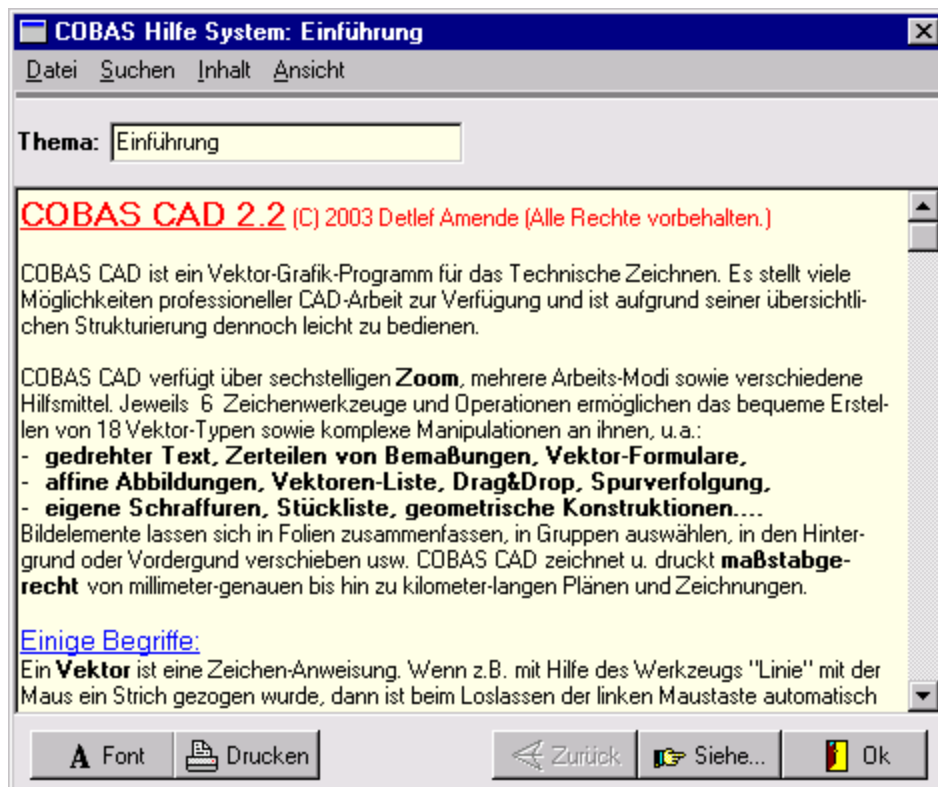 COBAS Hilfe System: Einführung
Datei Suchen Inhalt Ansicht
Thema: Einführung
COBAS CAD 2.2 (C) 2003 Detlef Amende (Alle Rechte vorbehalten.)
COBAS CAD ist ein Vektor-Grafik-Programm für das Technische Zeichnen. Es stellt viele
Möglichkeiten professioneller CAD-Arbeit zur Verfügung und ist aufgrund seiner übersichtli-
chen Strukturierung dennoch leicht zu bedienen.
COBAS CAD verfügt über sechstelligen Zoom, mehrere Arbeits-Modi sowie verschiedene
Hilfsmittel. Jeweils 6 Zeichenwerkzeuge und Operationen ermöglichen das bequeme Erstel-
len von 18 Vektor-Typen sowie komplexe Manipulationen an ihnen, u.a.:
- gedrehter Text, Zerteilen von Bemaßungen, Vektor-Formulare,
- affine Abbildungen, Vektoren-Liste, Drag&Drop, Spurverfolgung,
- eigene Schraffuren, Stückliste, geometrische Konstruktionen....
Bildelemente lassen sich in Folien zusammenfassen, in Gruppen auswählen, in den Hinter-
grund oder Vordergund verschieben usw. COBAS CAD zeichnet u. druckt maßstabge-
recht von millimeter-genauen bis hin zu kilometer-langen Plänen und Zeichnungen.
Einige Begriffe:
Ein Vektor ist eine Zeichen-Anweisung. Wenn z.B. mit Hilfe des Werkzeugs "Linie" mit der
Maus ein Strich gezogen wurde, dann ist beim Loslassen der linken Maustaste automatisch
A Font Drucken Zurück Siehe... Ok